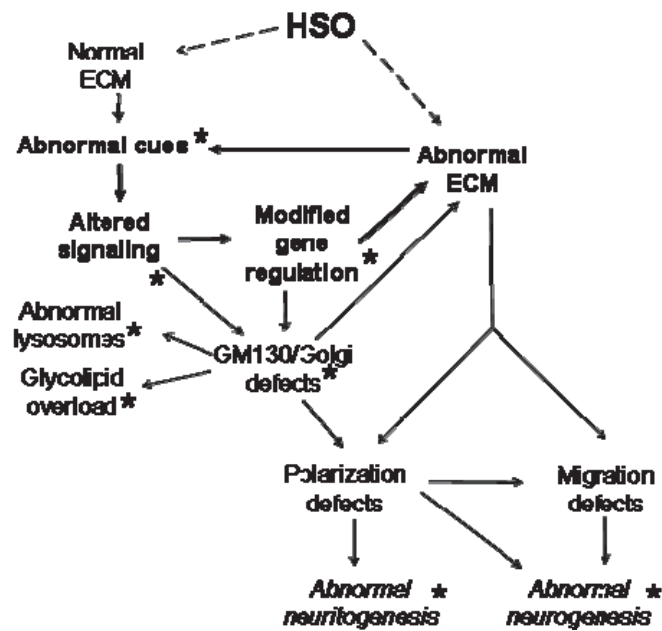 HSO
Normal
ECM
Abnormal cues*
Abnormal
ECM
Altered
signaling
*
Modified
gene
regulation*
Abnormal
lysosomes*
GM130/Golgi
defects*
Glycolipid
overload*
Polarization
defects
Migration
defects
Abnormal *
neuritogenesis
Abnormal *
neurogenesis